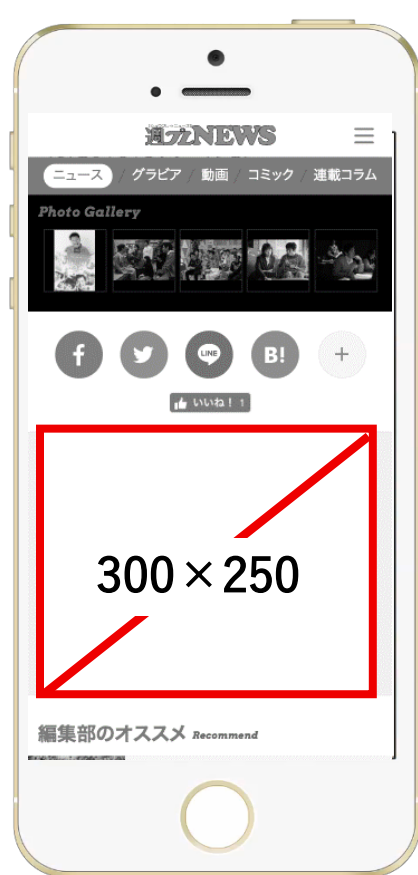 週プレNEWS
ニュース / グラビア / 動画 / コミック / 連載コラム
Photo Gallery
f LINE B! +
いいね! 1
300×250
編集部のオススメ Recommend